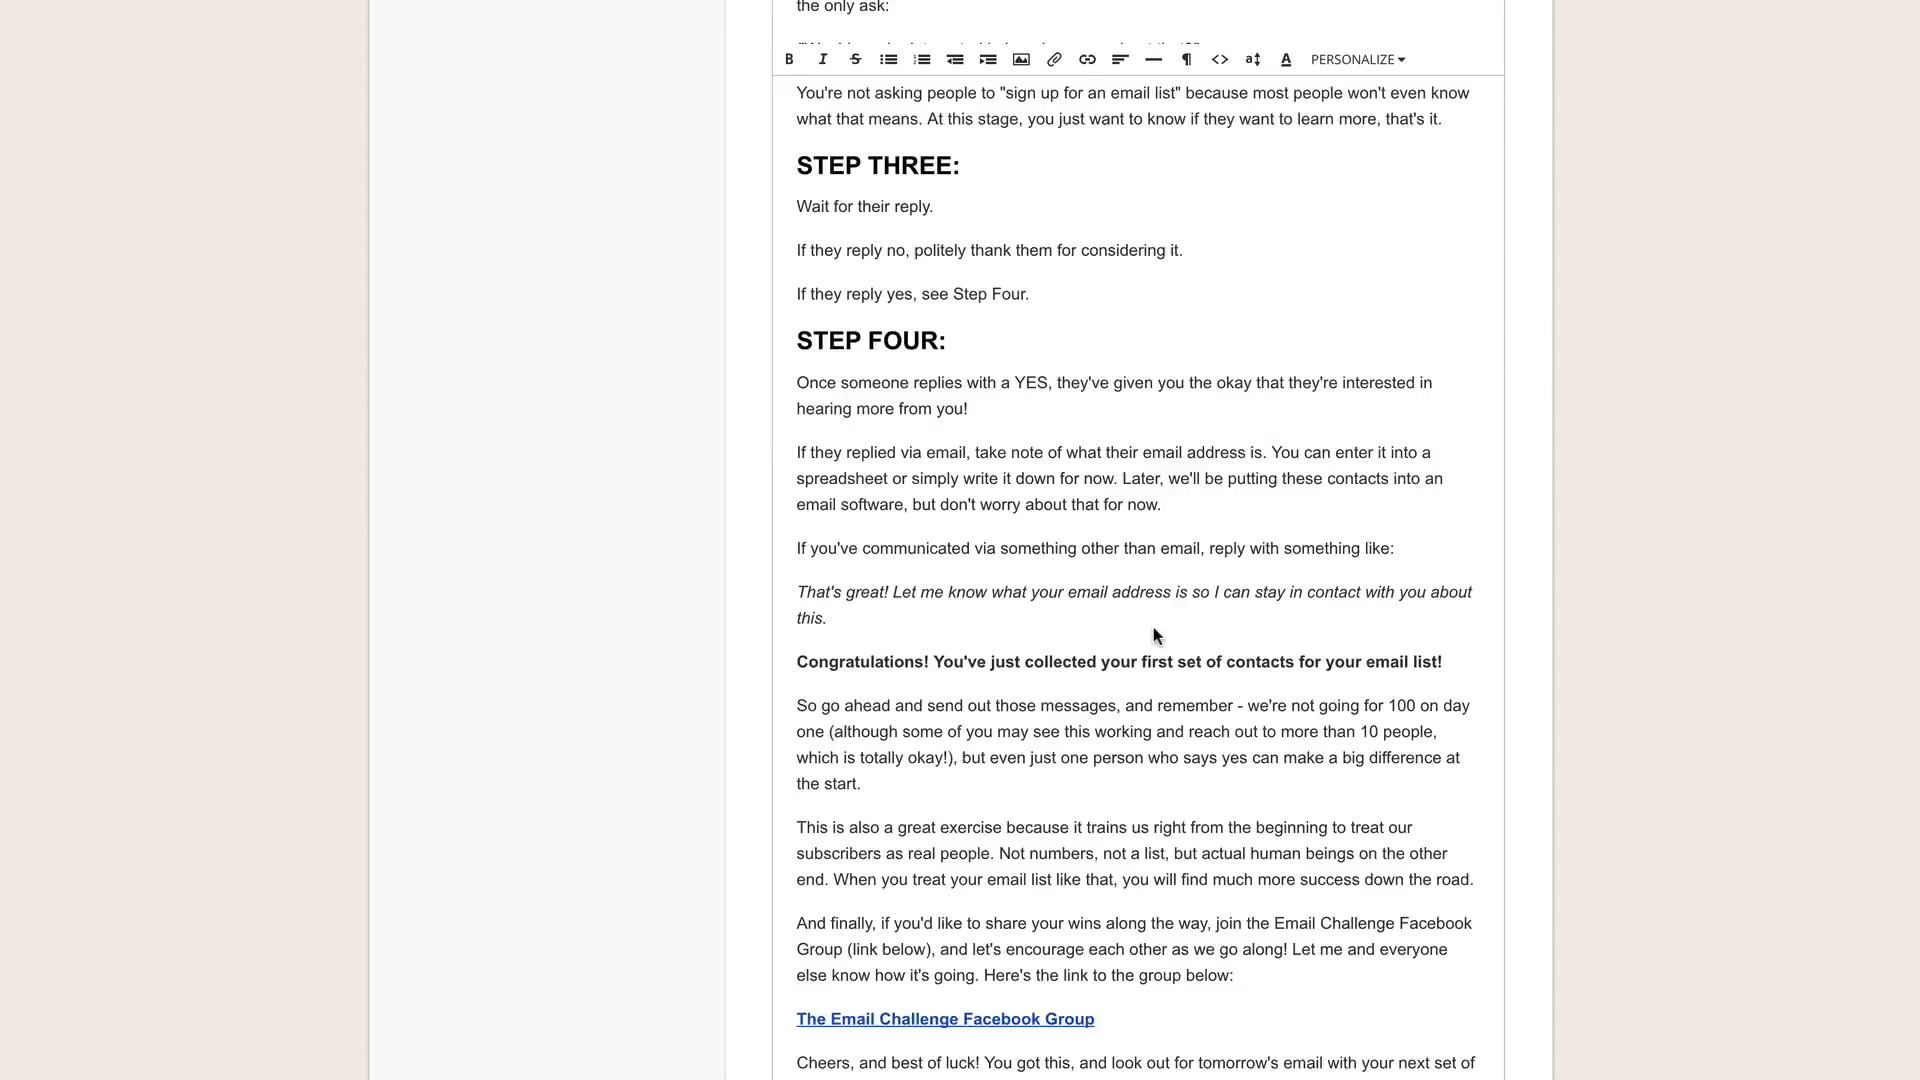 the only ask:
PERSONALIZE
You're not asking people to "sign up for an email list" because most people won't even know
what that means. At this stage, you just want to know if they want to learn more, that's it.
STEP THREE:
Wait for their reply.
If they reply no, politely thank them for considering it.
If they reply yes, see Step Four.
STEP FOUR:
Once someone replies with a YES, they've given you the okay that they're interested in
hearing more from you!
If they replied via email, take note of what their email address is. You can enter it into a
spreadsheet or simply write it down for now. Later, we'll be putting these contacts into an
email software, but don't worry about that for now.
If you've communicated via something other than email, reply with something like:
That's great! Let me know what your email address is so I can stay in contact with you about
this.
Congratulations! You've just collected your first set of contacts for your email list!
So go ahead and send out those messages, and remember - we're not going for 100 on day
one (although some of you may see this working and reach out to more than 10 people,
which is totally okay!), but even just one person who says yes can make a big difference at
the start.
This is also a great exercise because it trains us right from the beginning to treat our
subscribers as real people. Not numbers, not a list, but actual human beings on the other
end. When you treat your email list like that, you will find much more success down the road.
And finally, if you'd like to share your wins along the way, join the Email Challenge Facebook
Group (link below), and let's encourage each other as we go along! Let me and everyone
else know how it's going. Here's the link to the group below:
The Email Challenge Facebook Group
Cheers, and best of luck! You got this, and look out for tomorrow's email with your next set of